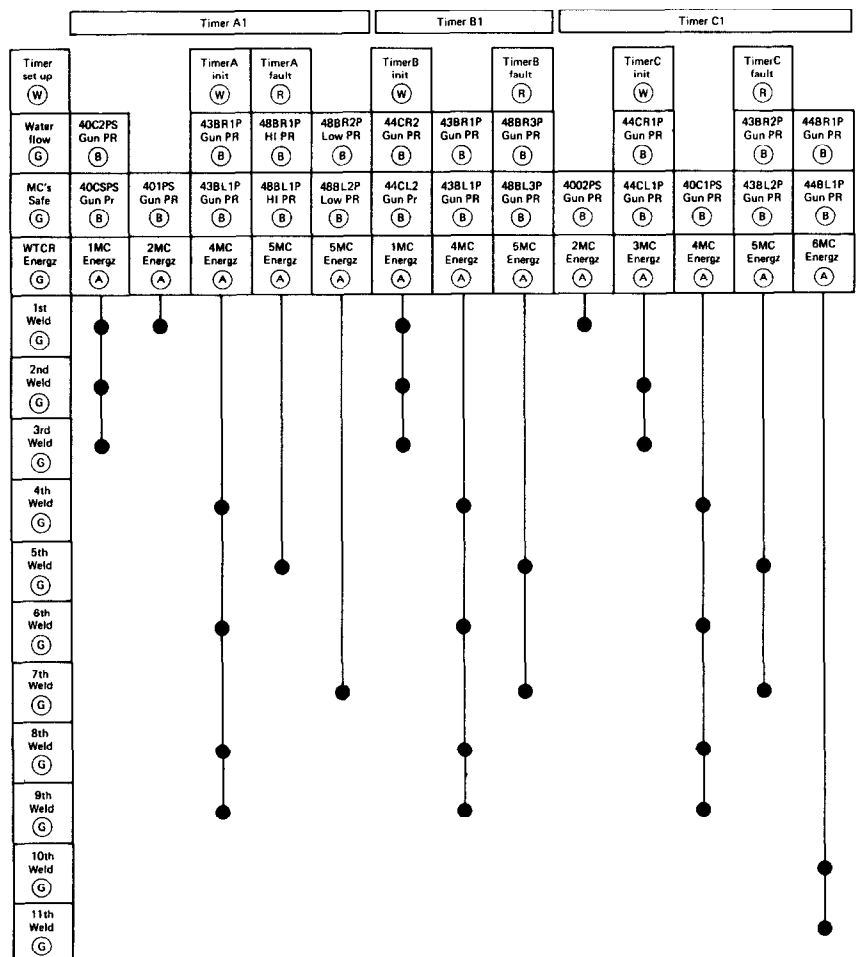 Timer A1
Timer B1
Timer C1
Timer
set up
W
TimerA
init
W
TimerA
fault
R
TimerB
init
W
TimerB
fault
R
TimerC
init
W
TimerC
fault
R
Water
flow
G
40C2PS
Gun PR
B
43BR1P
Gun PR
B
48BR1P
HI PR
B
48BR2P
Low PR
B
44CR2
Gun PR
B
43BR1P
Gun PR
B
48BR3P
Gun PR
B
44CR1P
Gun PR
B
43BR2P
Gun PR
B
44BR1P
Gun PR
B
MC's
Safe
G
40CSPS
Gun Pr
B
401PS
Gun PR
B
43BL1P
Gun PR
B
48BL1P
HI PR
B
48BL2P
Low PR
B
44CL2
Gun Pr
B
43BL1P
Gun PR
B
48BL3P
Gun PR
B
4002PS
Gun PR
B
44CL1P
Gun PR
B
40C1PS
Gun PR
B
43BL2P
Gun PR
B
44BL1P
Gun PR
B
WTCR
Energz
G
1MC
Energz
A
2MC
Energz
A
4MC
Energz
A
5MC
Energz
A
5MC
Energz
A
1MC
Energz
A
4MC
Energz
A
5MC
Energz
A
2MC
Energz
A
3MC
Energz
A
4MC
Energz
A
5MC
Energz
A
6MC
Energz
A
1st
Weld
G
2nd
Weld
G
3rd
Weld
G
4th
Weld
G
5th
Weld
G
6th
Weld
G
7th
Weld
G
8th
Weld
G
9th
Weld
G
10th
Weld
G
11th
Weld
G